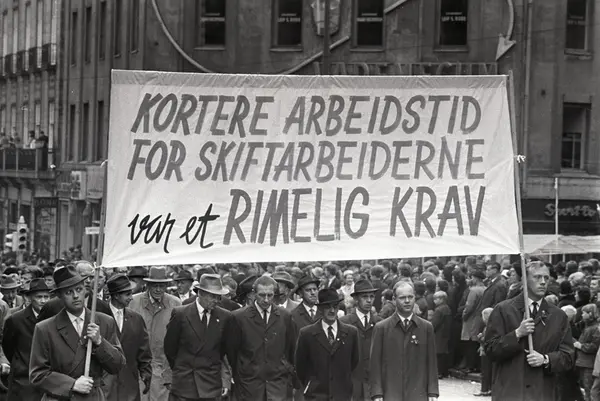 KORTERE ARBEIDSTID
FOR SKIFTARBEIDERNE
var et RIMELIG KRAV